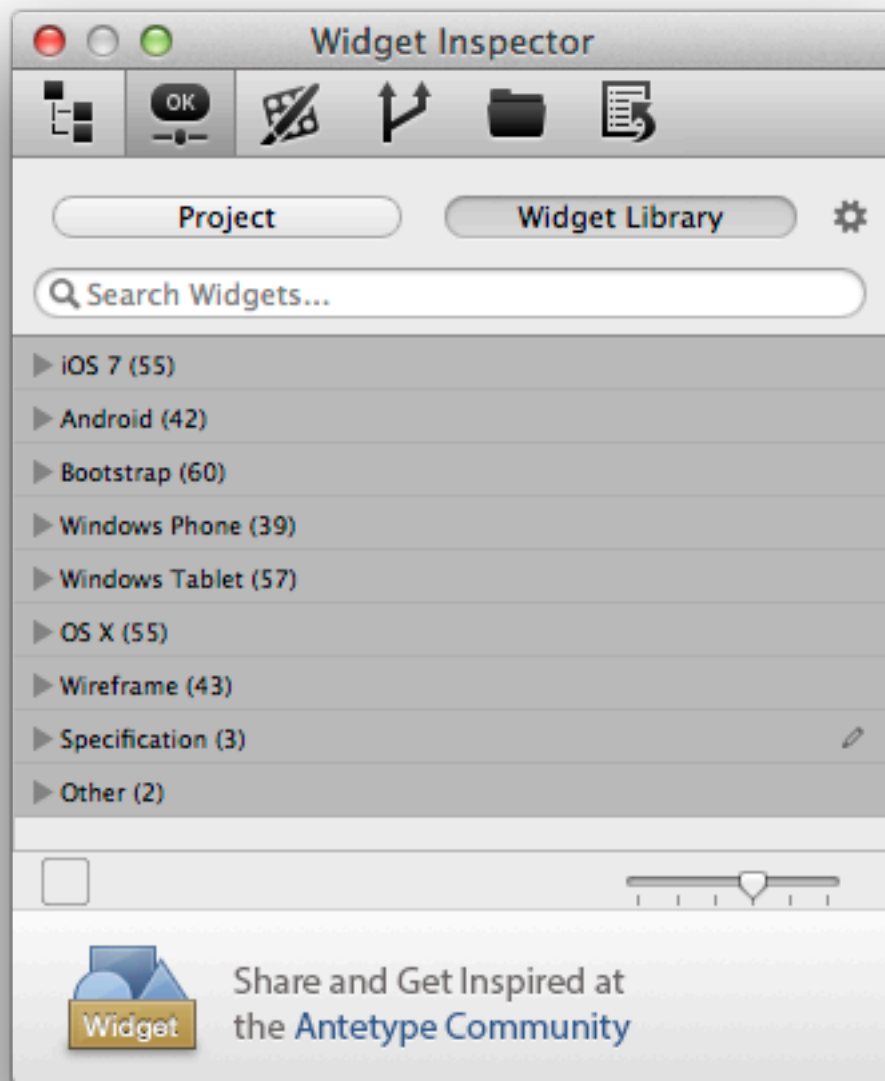 Widget Inspector
OK
Project
Widget Library
Search Widgets...
iOS 7 (55)
Android (42)
Bootstrap (60)
Windows Phone (39)
Windows Tablet (57)
OS X (55)
Wireframe (43)
Specification (3)
Other (2)
Widget
Share and Get Inspired at
the Antetype Community